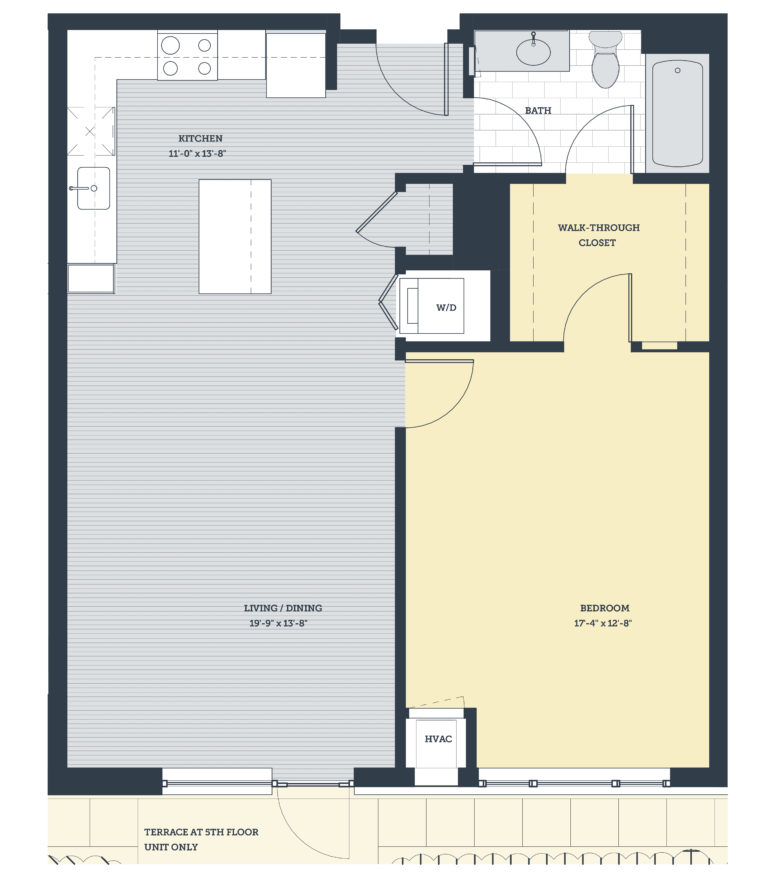 BATH
KITCHEN
11'-0" x 13'-8"
WALK-THROUGH
CLOSET
W/D
LIVING / DINING
19'-9" x 13'-8"
BEDROOM
17'-4" x 12'-8"
HVAC
TERRACE AT 5TH FLOOR
UNIT ONLY